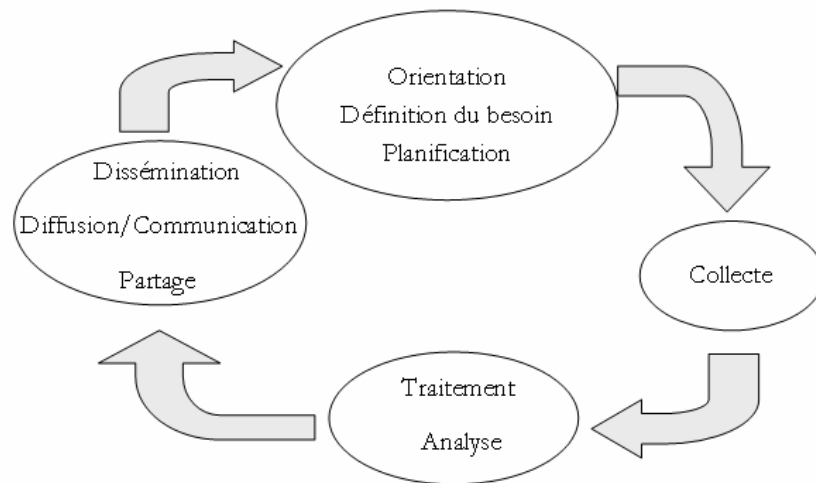 Orientation
Définition du besoin
Planification
Collecte
Traitement
Analyse
Dissémination
Diffusion/Communication
Partage